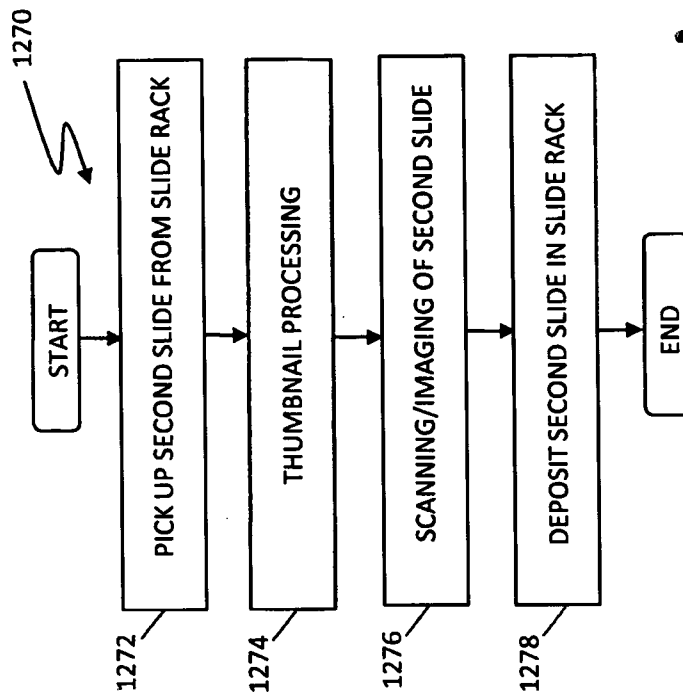 1270
START
1272
PICK UP SECOND SLIDE FROM SLIDE RACK
1274
THUMBNAIL PROCESSING
1276
SCANNING/IMAGING OF SECOND SLIDE
1278
DEPOSIT SECOND SLIDE IN SLIDE RACK
END